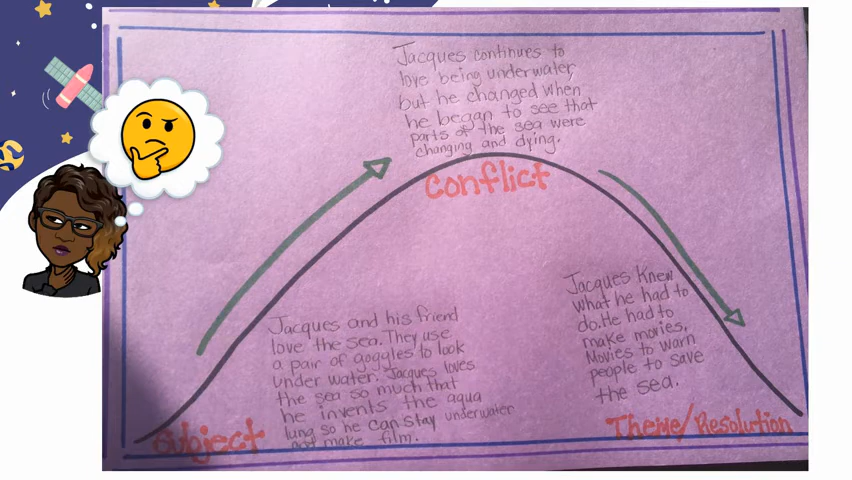 Jacques continues to
love being underwater,
but he changed when
he began to see that
parts of the sea were
changing and dying.
Conflict
Jacques and his friend
love the sea. They use
a pair of goggles to look
under water. Jacques loves
the sea so much that
he invents the aqua
lung so he can stay underwater
and make film.
Subject
Jacques Knew
what he had to
do. He had to
make movies,
Movies to warn
people to save
the sea.
Theme/Resolution